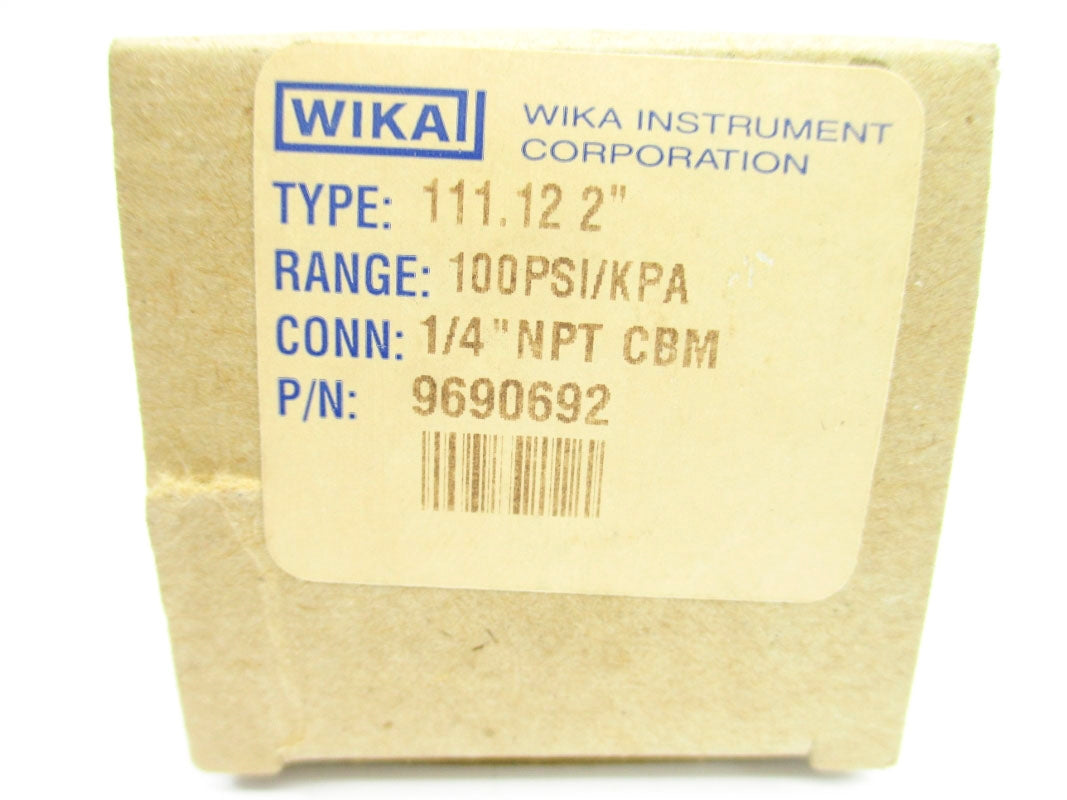 WIKA
WIKA INSTRUMENT
CORPORATION
TYPE: 111.12 2"
RANGE: 100PSI/KPA
CONN: 1/4"NPT CBM
P/N: 9690692